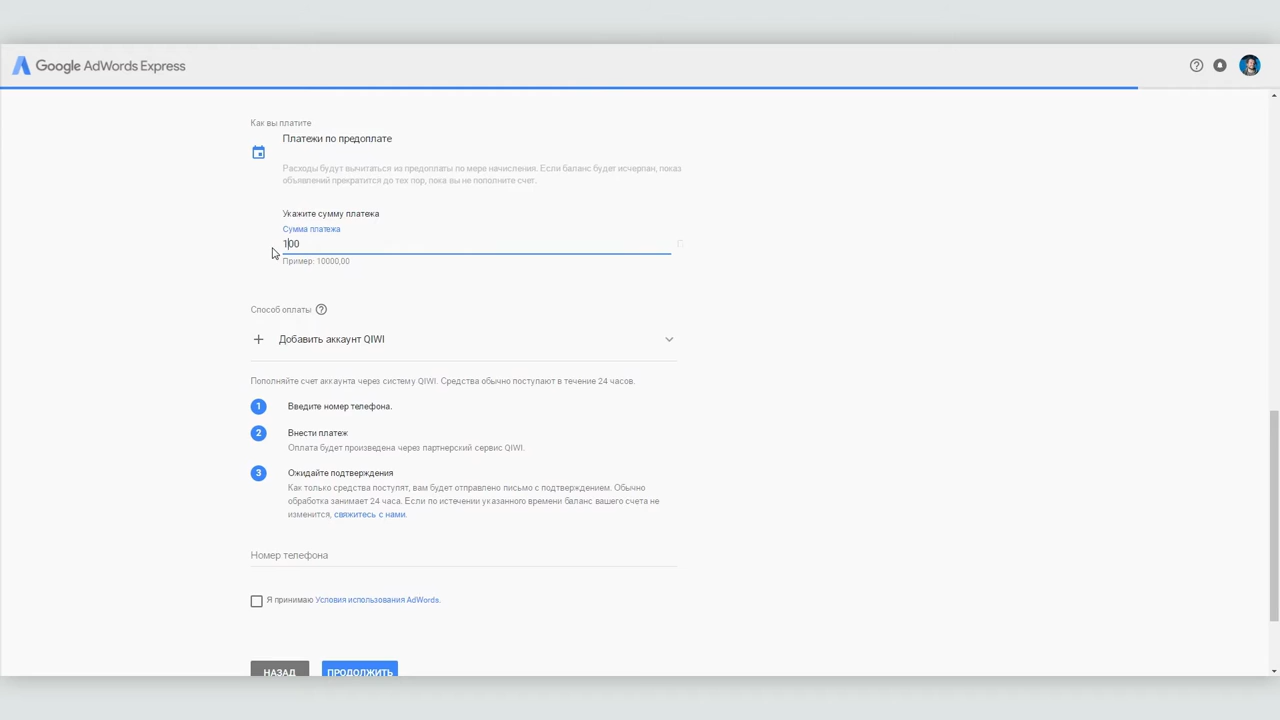 Google AdWords Express
Как вы платите
Платежи по предоплате
Расходы будут вычитаться из предоплаты по мере начисления. Если баланс будет исчерпан, показ
объявлений прекратится до тех пор, пока вы не пополните счет.
Укажите сумму платежа
Сумма платежа
100
Пример: 10000,00
Способ оплаты
Добавить аккаунт QIWI
Пополняйте счет аккаунта через систему QIWI. Средства обычно поступают в течение 24 часов.
1 Введите номер телефона.
2 Внести платеж
Оплата будет произведена через партнерский сервис QIWI.
3 Ожидайте подтверждения
Как только средства поступят, вам будет отправлено письмо с подтверждением. Обычно
обработка занимает 24 часа. Если по истечении указанного времени баланс вашего счета не
изменится, свяжитесь с нами.
Номер телефона
Я принимаю Условия использования AdWords.
НАЗАД ПРОДОЛЖИТЬ